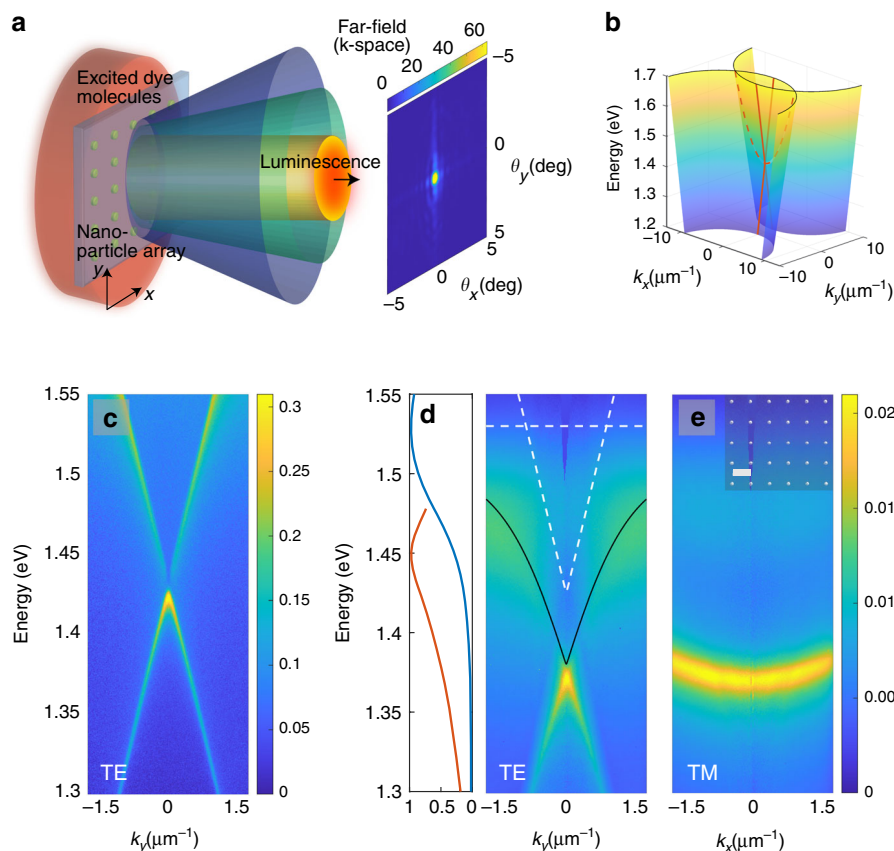 a
Excited dye
molecules
Nano-
particle array
y
x
Luminescence
Far-field
(k-space)
0
20
40
60
−5
0
5
θy(deg)
5
0
−5
θx(deg)
b
1.7
1.6
1.5
1.4
1.3
1.2
Energy (eV)
−10
0
10
kx(μm⁻¹)
−10
0
10
ky(μm⁻¹)
c
1.55
1.5
1.45
1.4
1.35
1.3
Energy (eV)
TE
−1.5 0 1.5
ky(μm⁻¹)
0.3
0.25
0.20
0.15
0.10
0.05
0
d
1.55
1.5
1.45
1.4
1.35
1.3
Energy (eV)
1 0.5 0
TE
−1.5 0 1.5
ky(μm⁻¹)
e
TM
−1.5 0 1.5
kx(μm⁻¹)
0.02
0.01
0.01
0.00
0